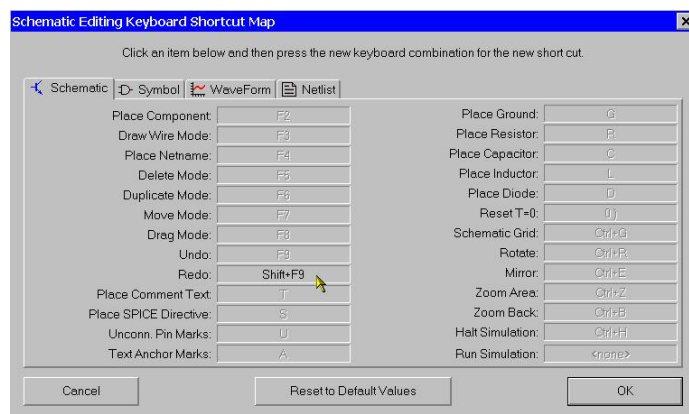 Schematic Editing Keyboard Shortcut Map
Click an item below and then press the new keyboard combination for the new short cut.
Schematic Symbol WaveForm Netlist
Place Component: F2
Draw Wire Mode: F3
Place Netname: F4
Delete Mode: F5
Duplicate Mode: F6
Move Mode: F7
Drag Mode: F8
Undo: F9
Redo: Shift+F9
Place Comment Text: T
Place SPICE Directive: S
Unconn. Pin Marks: U
Text Anchor Marks: A
Place Ground: G
Place Resistor: R
Place Capacitor: C
Place Inductor: L
Place Diode: D
Reset T=0: 0 )
Schematic Grid: Ctrl+G
Rotate: Ctrl+R
Mirror: Ctrl+E
Zoom Area: Ctrl+Z
Zoom Back: Ctrl+B
Halt Simulation: Ctrl+H
Run Simulation: <none>
Cancel Reset to Default Values OK